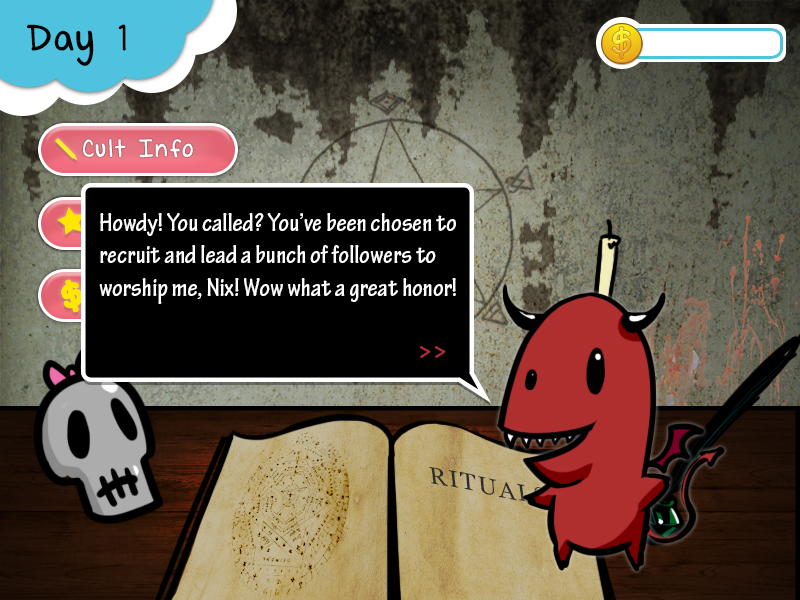 Day 1
$
Cult Info
$
Howdy! You called? You've been chosen to
recruit and lead a bunch of followers to
worship me, Nix! Wow what a great honor!
>>
RITUALS